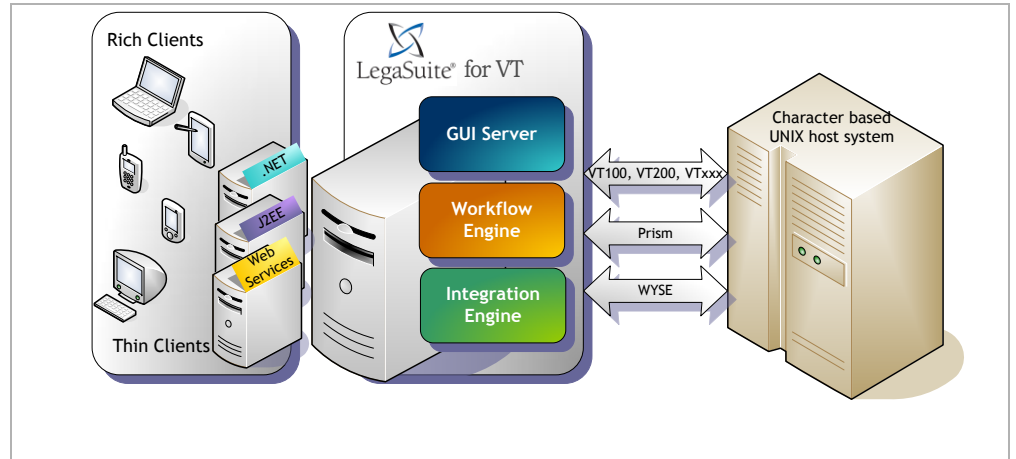 Rich Clients
.NET
J2EE
Web
Services
Thin Clients
LegaSuite® for VT
GUI Server
Workflow
Engine
Integration
Engine
VT100, VT200, VTxxx
Prism
WYSE
Character based
UNIX host system